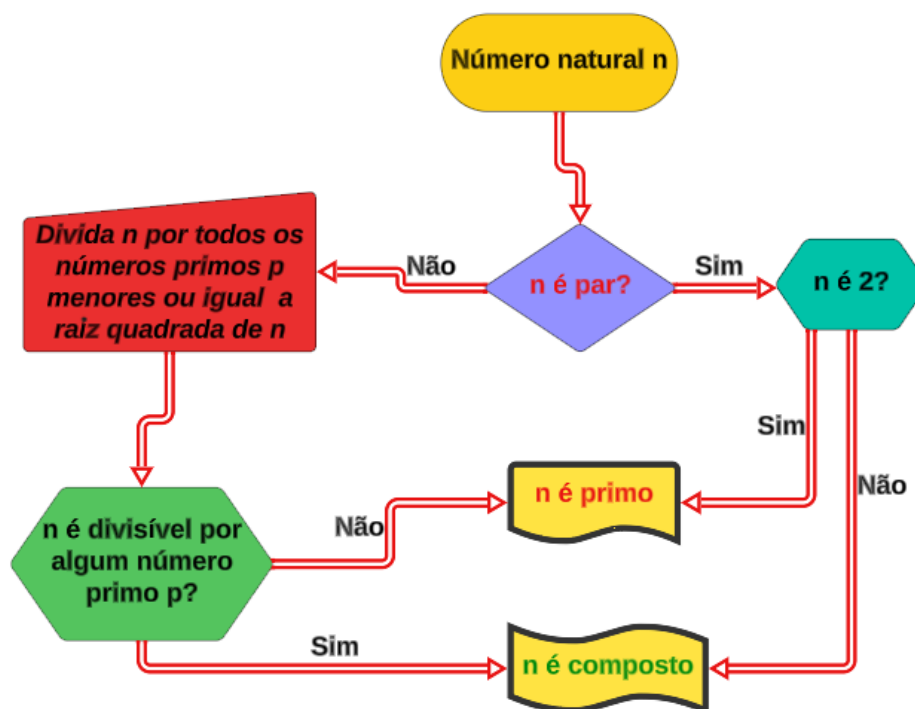 Número natural n
n é par?
Não
Sim
Divida n por todos os
números primos p
menores ou igual a
raiz quadrada de n
n é 2?
Sim
Não
n é primo
Não
n é divisível por
algum número
primo p?
Sim
n é composto